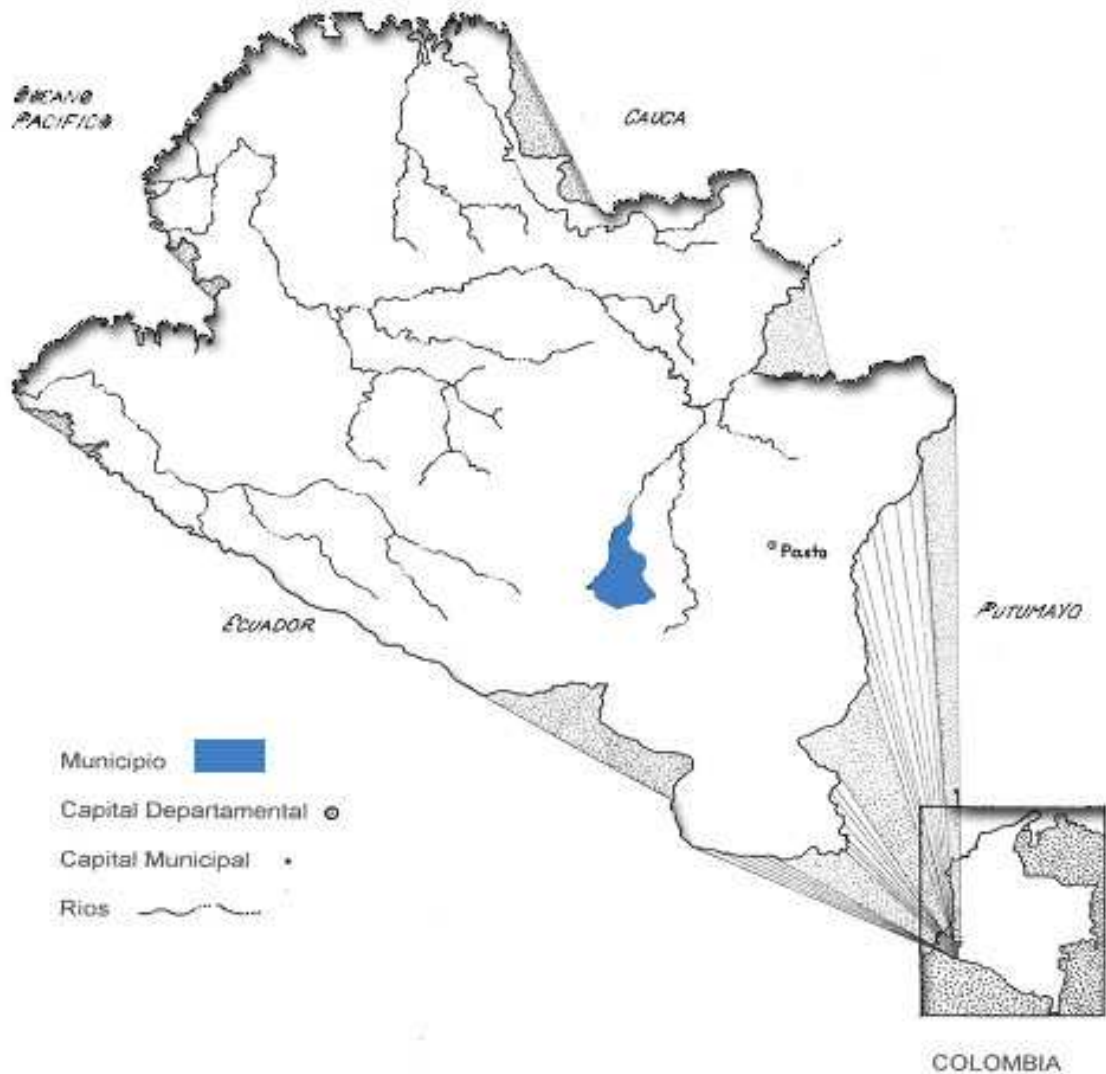 OCEANO
PACIFICO
CAUCA
Pasto
PUTUMAYO
ECUADOR
Municipio
Capital Departamental
Capital Municipal
Rios
COLOMBIA